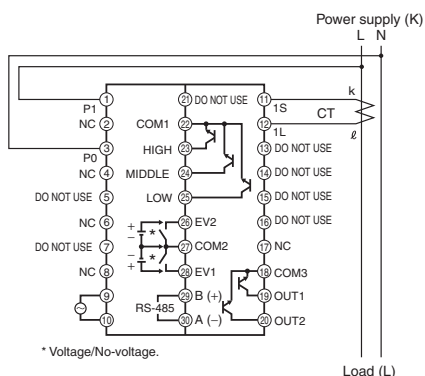 Power supply (K)
L N
1 21 DO NOT USE 11 k
P1 1S
NC 2 COM1 22 12 CT
1L
3 HIGH 23 13 DO NOT USE ℓ
P0
NC 4 MIDDLE 24 14 DO NOT USE
DO NOT USE 5 LOW 25 15 DO NOT USE
NC 6 + - * 26 EV2 16 DO NOT USE
DO NOT USE 7 27 COM2 17 NC
NC 8 - + * 28 EV1 18 COM3
9 29 B (+) 19 OUT1
RS-485
10 30 A (−) 20 OUT2
* Voltage/No-voltage.
Load (L)